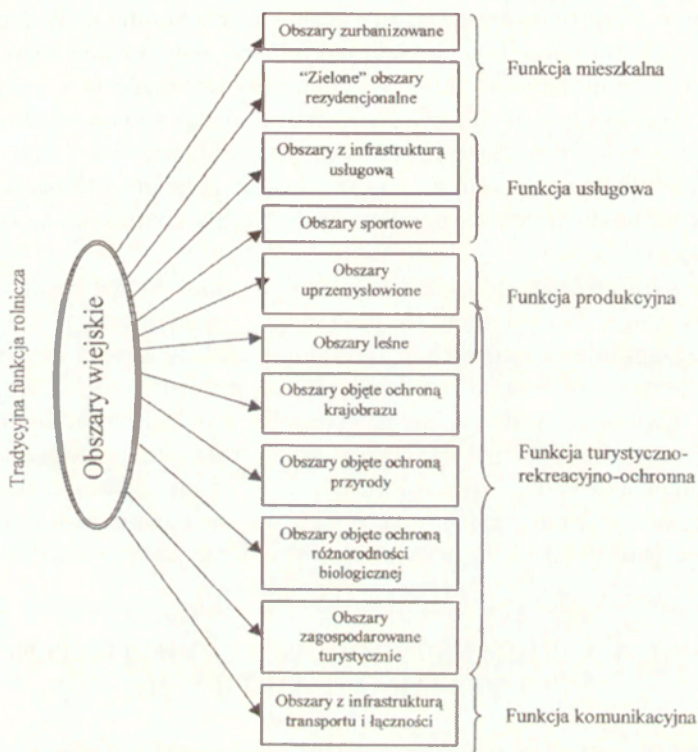 Tradycyjna funkcja rolnicza
Obszary wiejskie
Obszary zurbanizowane
“Zielone” obszary
rezydencjonalne
Funkcja mieszkalna
Obszary z infrastrukturą
usługową
Obszary sportowe
Funkcja usługowa
Obszary
uprzemysłowione
Obszary leśne
Funkcja produkcyjna
Obszary objęte ochroną
krajobrazu
Obszary objęte ochroną
przyrody
Obszary objęte ochroną
różnorodności
biologicznej
Obszary
zagospodarowane
turystycznie
Funkcja turystyczno-
rekreacyjno-ochronna
Obszary z infrastrukturą
transportu i łączności
Funkcja komunikacyjna